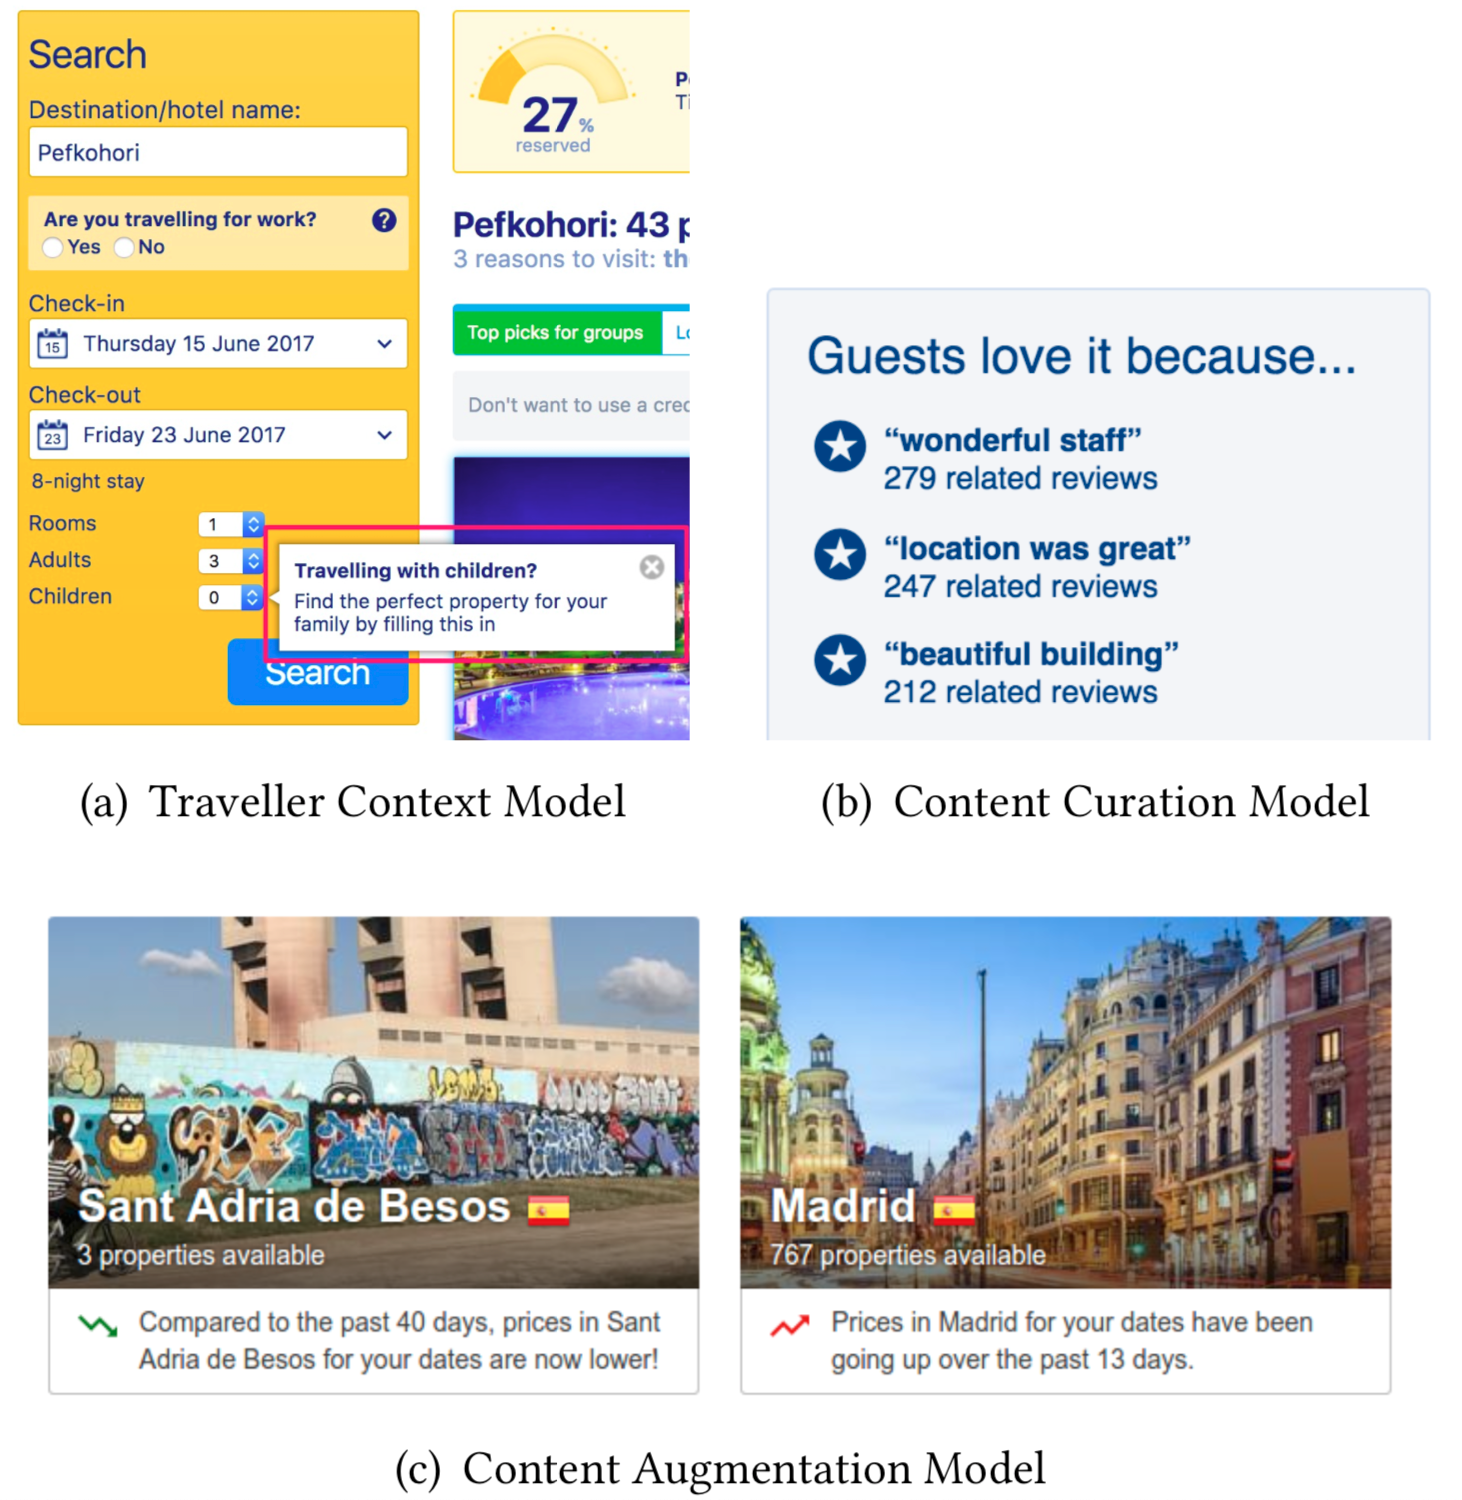 Search
Destination/hotel name:
Pefkohori
Are you travelling for work?
Yes No
Check-in
15 Thursday 15 June 2017
Check-out
23 Friday 23 June 2017
8-night stay
Rooms 1
Adults 3
Children 0
Travelling with children?
Find the perfect property for your
family by filling this in
Search
27 %
reserved
Pefkohori: 43 p
3 reasons to visit: th
Top picks for groups
Don't want to use a cred
(a) Traveller Context Model
Guests love it because...
“wonderful staff”
279 related reviews
“location was great”
247 related reviews
“beautiful building”
212 related reviews
(b) Content Curation Model
Sant Adria de Besos
3 properties available
Compared to the past 40 days, prices in Sant
Adria de Besos for your dates are now lower!
Madrid
767 properties available
Prices in Madrid for your dates have been
going up over the past 13 days.
(c) Content Augmentation Model